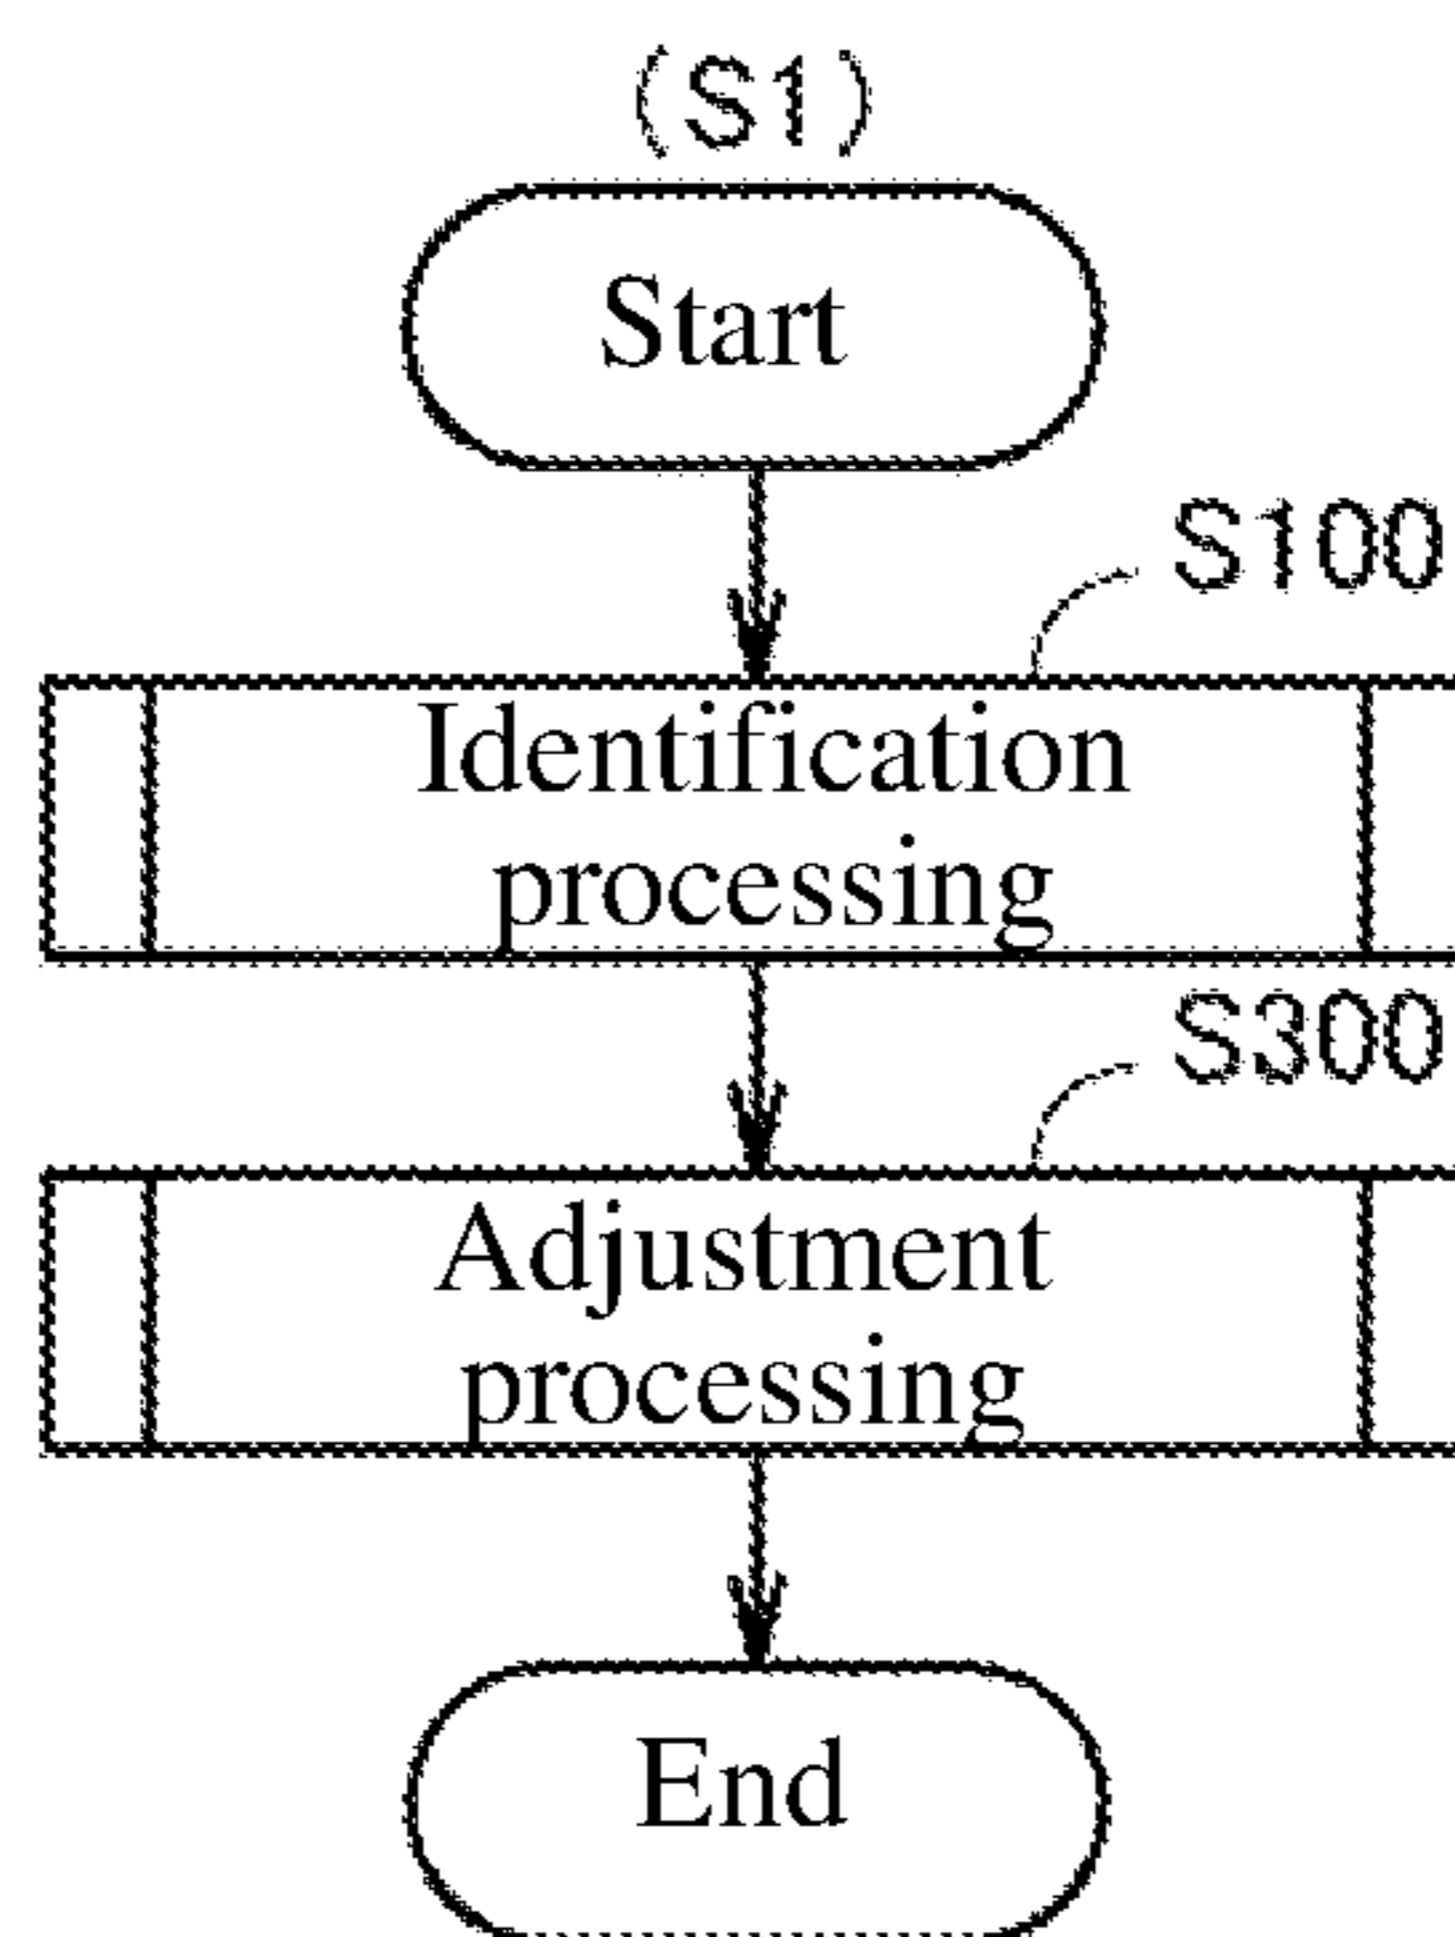 (S1)
Start
S100
Identification
processing
S300
Adjustment
processing
End